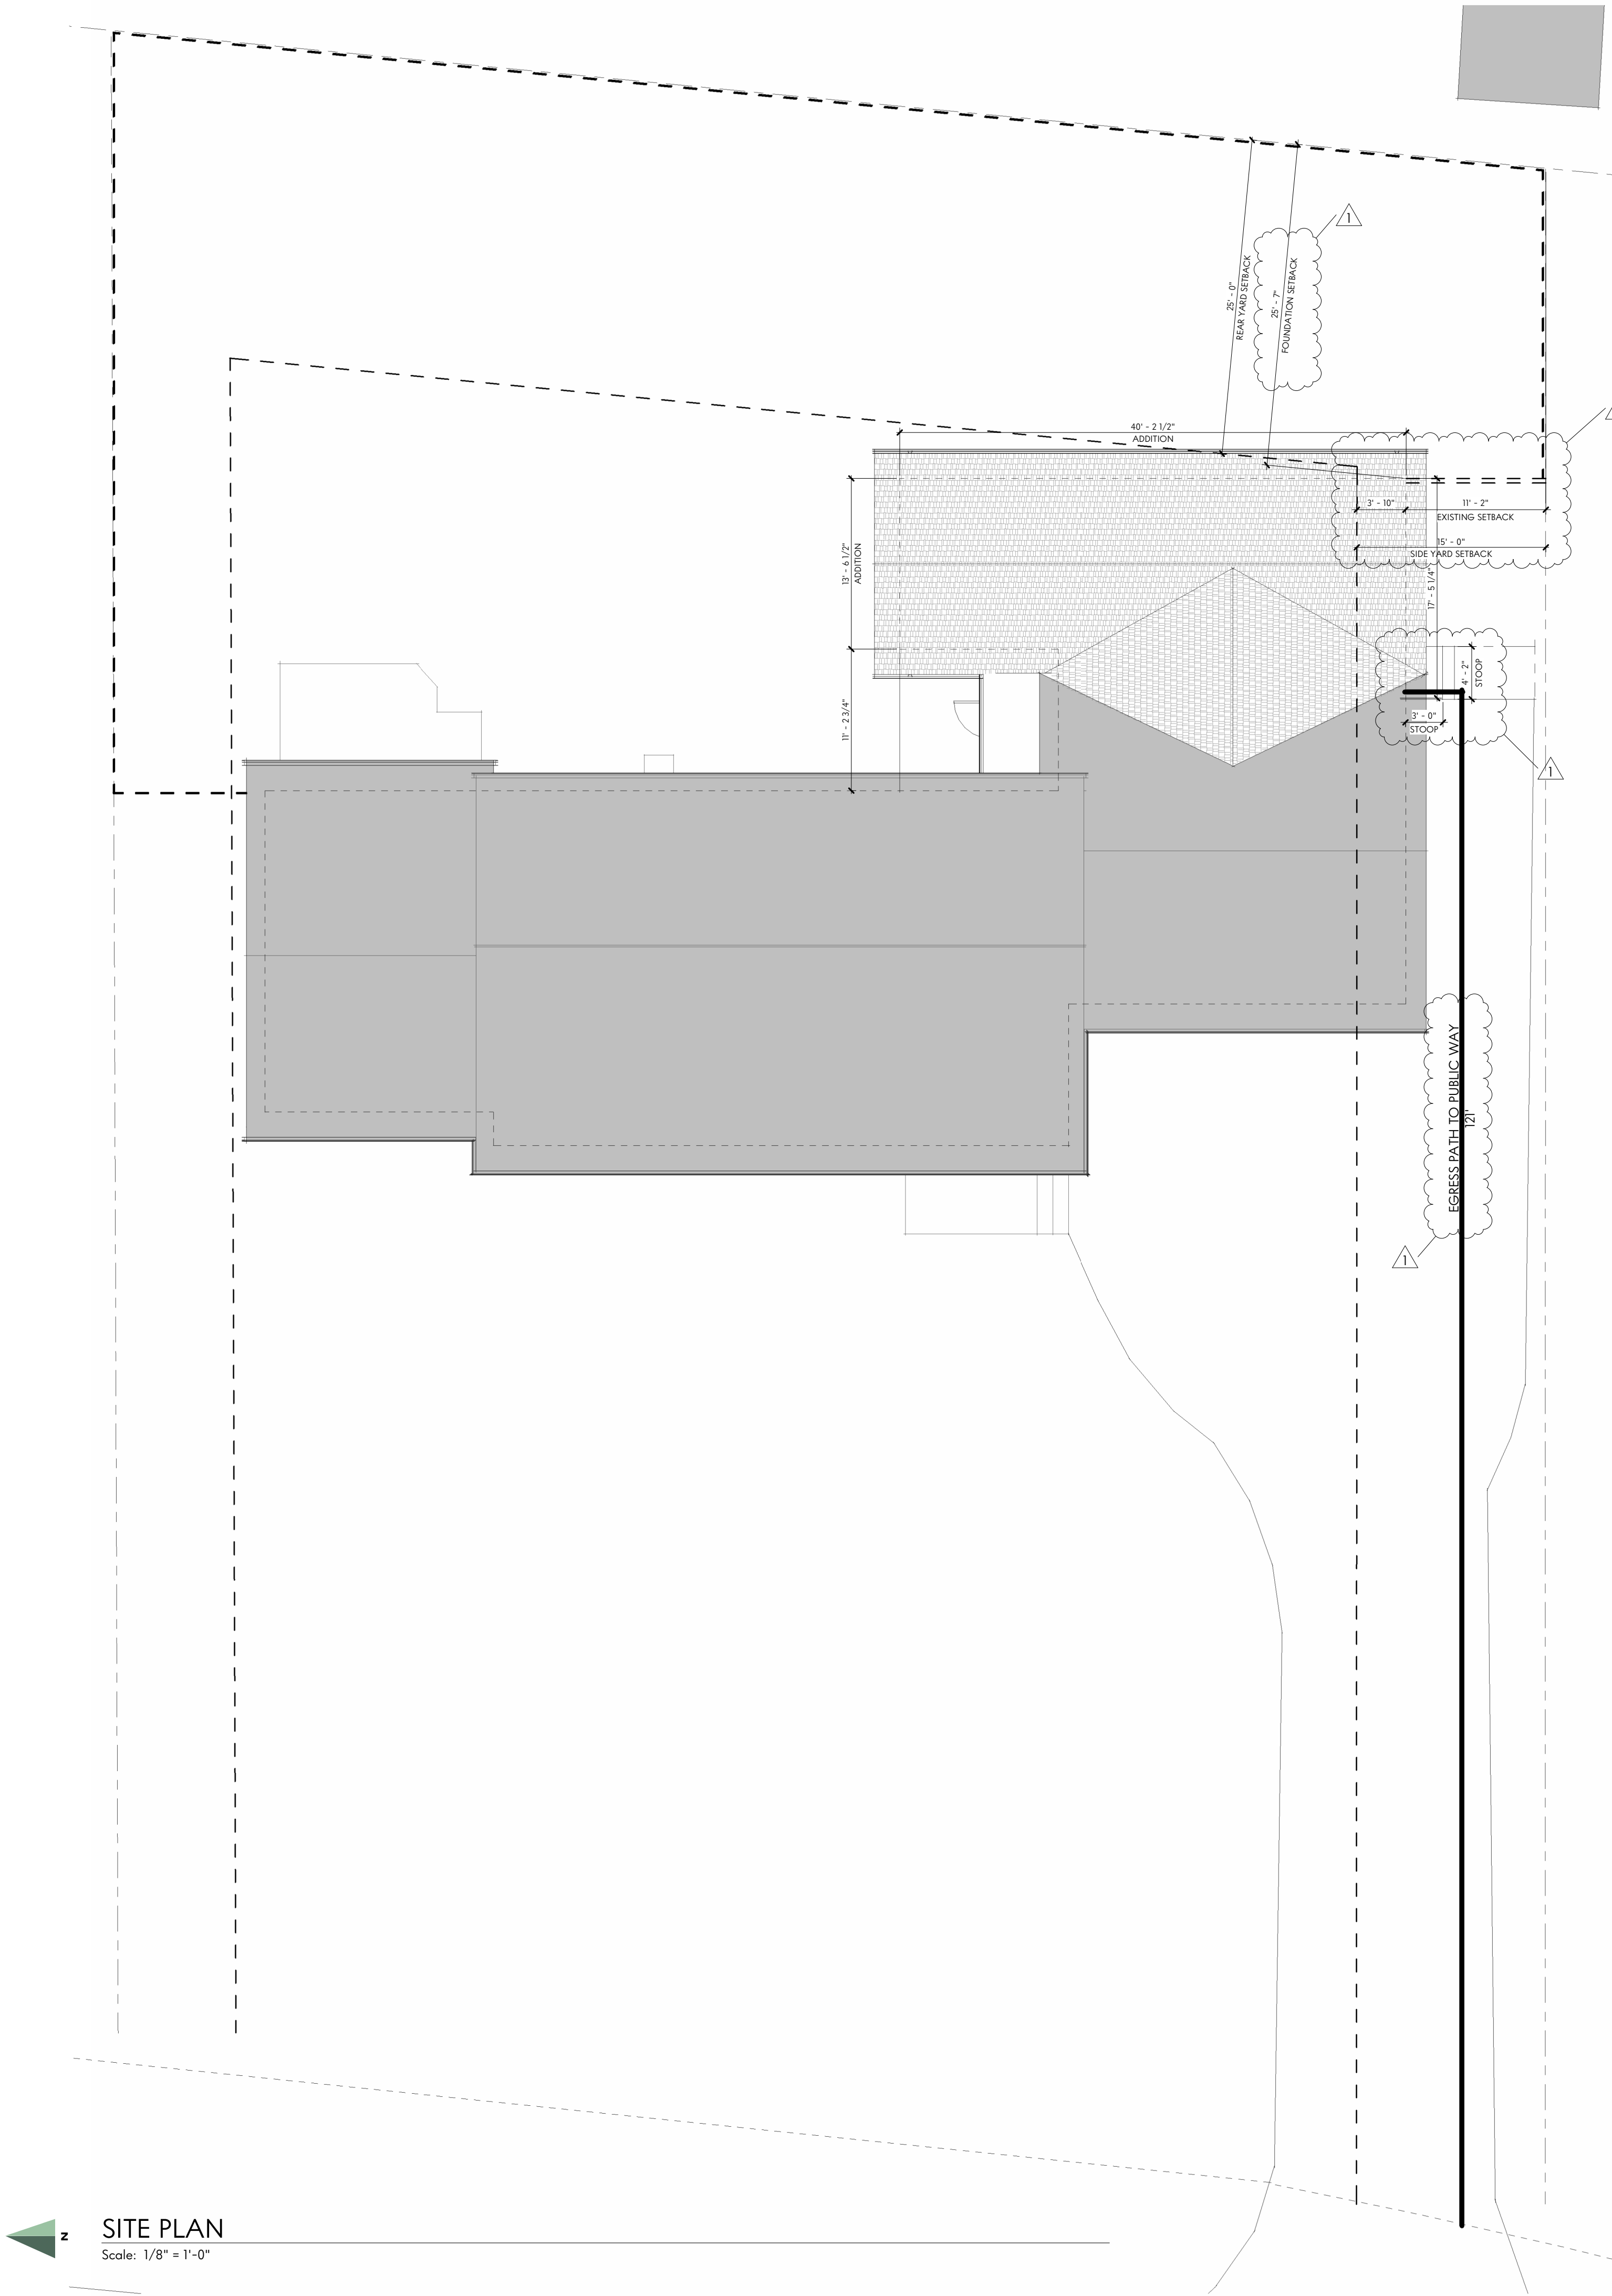 1
25' - 0"
REAR YARD SETBACK
25' - 7"
FOUNDATION SETBACK
40' - 2 1/2"
ADDITION
3' - 10"
11' - 2"
EXISTING SETBACK
15' - 0"
SIDE YARD SETBACK
13' - 6 1/2"
ADDITION
17' - 5 1/4"
4' - 2"
STOOP
3' - 0"
STOOP
11' - 2 3/4"
1
EGRESS PATH TO PUBLIC WAY
121'
1
Z
SITE PLAN
Scale: 1/8" = 1'-0"